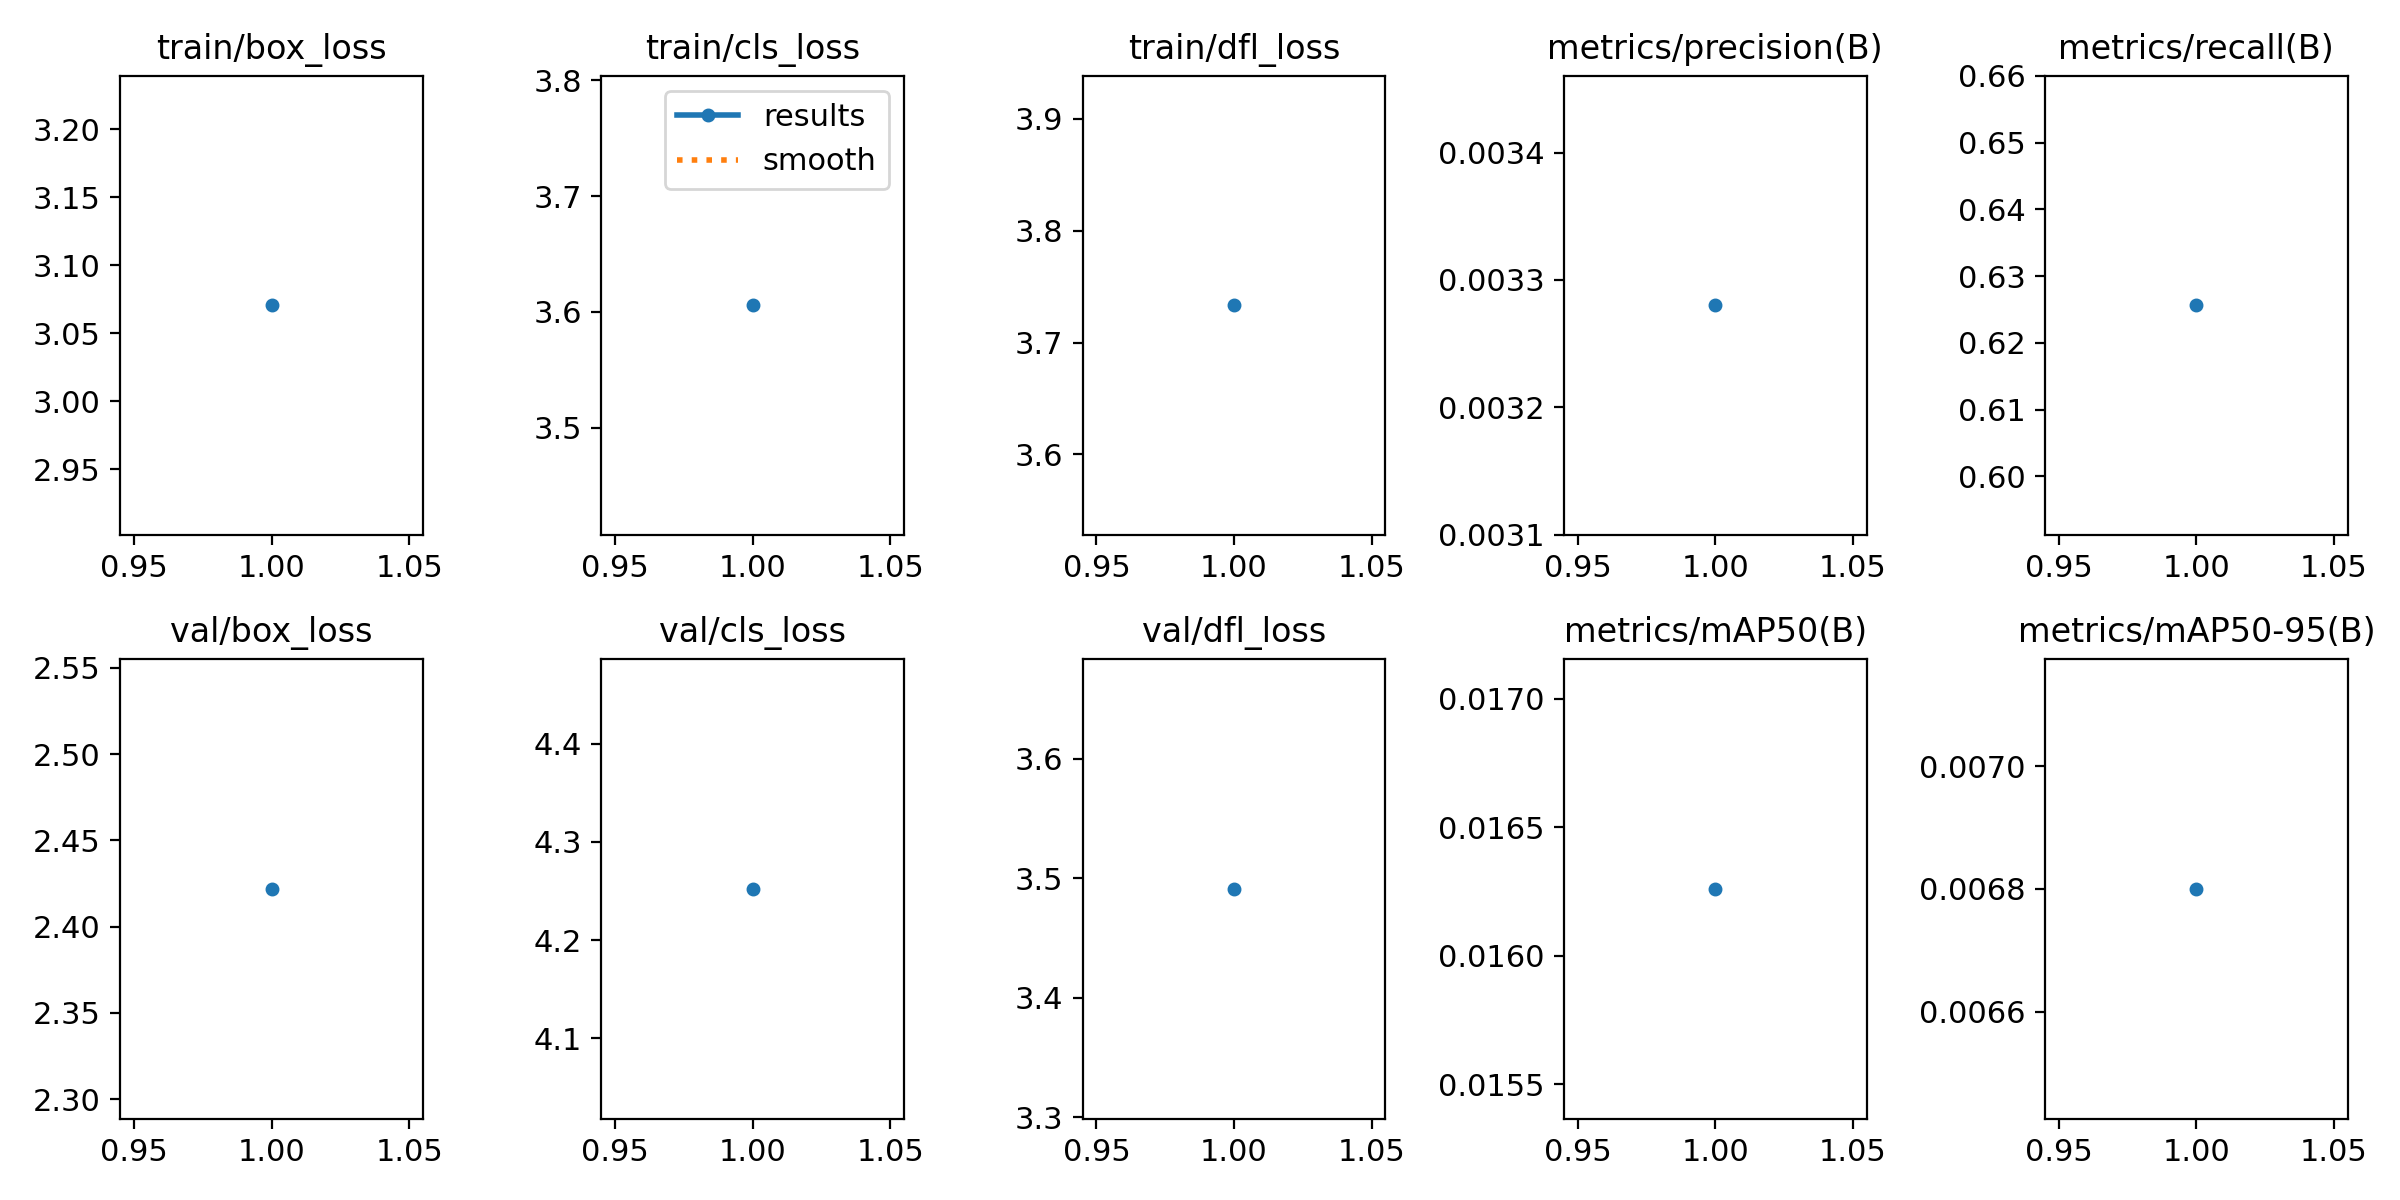 train/box_loss
3.20
3.15
3.10
3.05
3.00
2.95
0.95 1.00 1.05
train/cls_loss
results
smooth
3.8
3.7
3.6
3.5
0.95 1.00 1.05
train/dfl_loss
3.9
3.8
3.7
3.6
0.95 1.00 1.05
metrics/precision(B)
0.0034
0.0033
0.0032
0.0031
0.95 1.00 1.05
metrics/recall(B)
0.66
0.65
0.64
0.63
0.62
0.61
0.60
0.95 1.00 1.05
val/box_loss
2.55
2.50
2.45
2.40
2.35
2.30
0.95 1.00 1.05
val/cls_loss
4.4
4.3
4.2
4.1
0.95 1.00 1.05
val/dfl_loss
3.6
3.5
3.4
3.3
0.95 1.00 1.05
metrics/mAP50(B)
0.0170
0.0165
0.0160
0.0155
0.95 1.00 1.05
metrics/mAP50-95(B)
0.0070
0.0068
0.0066
0.95 1.00 1.05